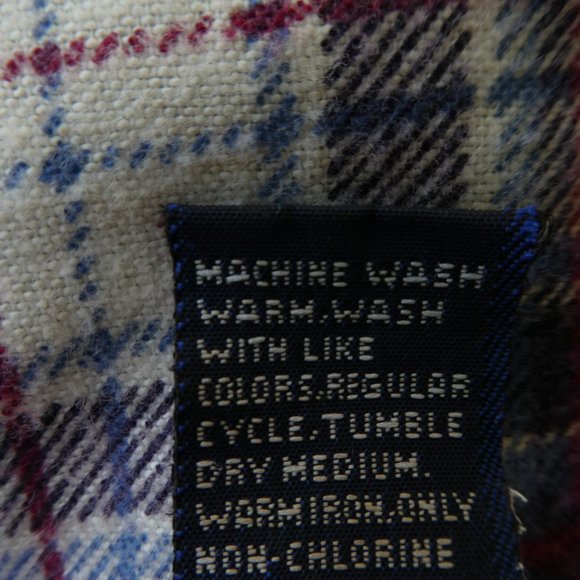 MACHINE WASH
WARM.WASH
WITH LIKE
COLORS.REGULAR
CYCLE.TUMBLE
DRY MEDIUM.
WARM IRON.ONLY
NON-CHLORINE